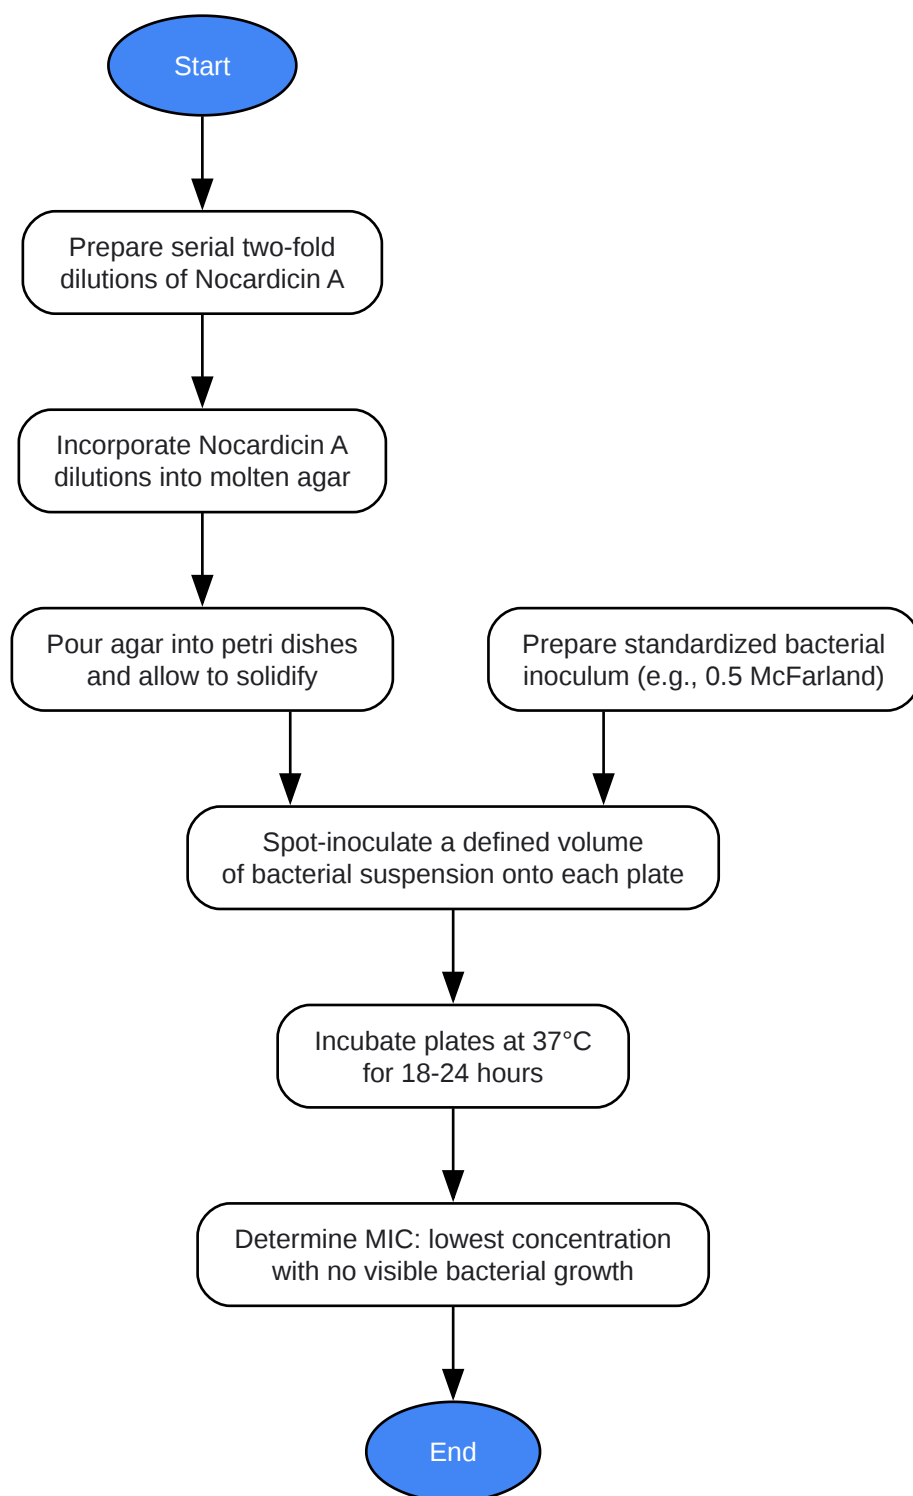 Start
Prepare serial two-fold
dilutions of Nocardicin A
Incorporate Nocardicin A
dilutions into molten agar
Pour agar into petri dishes
and allow to solidify
Prepare standardized bacterial
inoculum (e.g., 0.5 McFarland)
Spot-inoculate a defined volume
of bacterial suspension onto each plate
Incubate plates at 37°C
for 18-24 hours
Determine MIC: lowest concentration
with no visible bacterial growth
End